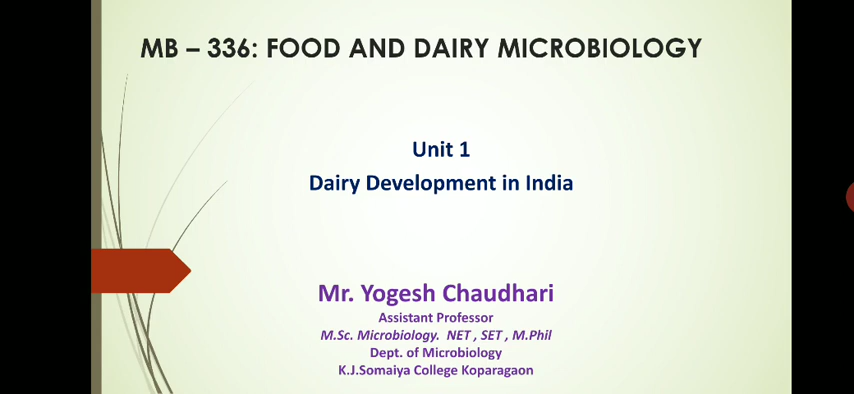 MB – 336: FOOD AND DAIRY MICROBIOLOGY
Unit 1
Dairy Development in India
Mr. Yogesh Chaudhari
Assistant Professor
M.Sc. Microbiology. NET , SET , M.Phil
Dept. of Microbiology
K.J.Somaiya College Koparagaon